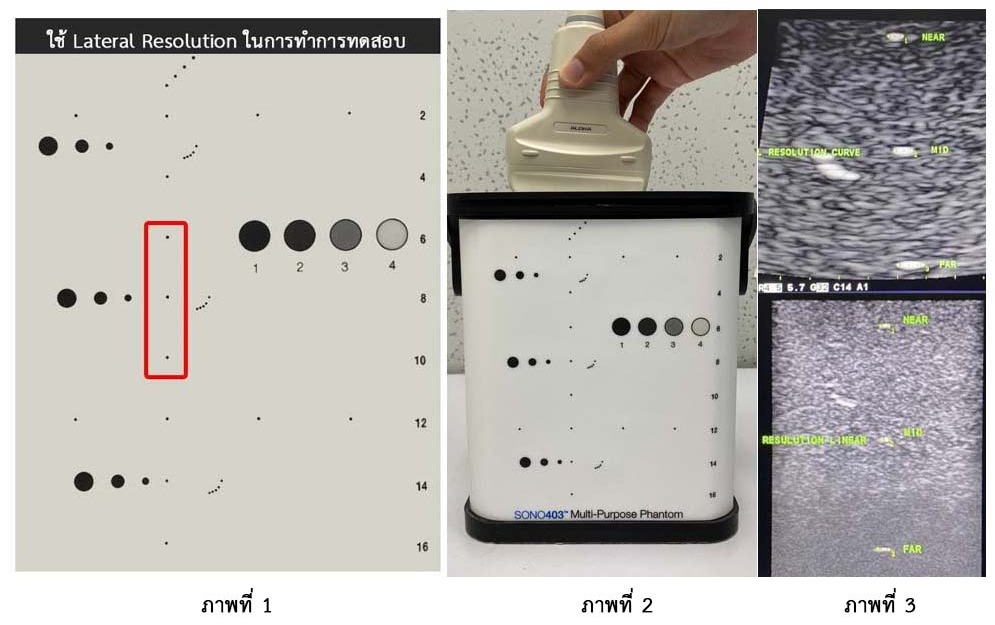 ใช้ Lateral Resolution ในการทำการทดสอบ
2
4
6
1 2 3 4
8
10
12
14
16
ภาพที่ 1
ALOKA
2
4
6
1 2 3 4
8
10
12
14
16
SONO403™ Multi-Purpose Phantom
ภาพที่ 2
1 NEAR
L RESOLUTION CURVE
2 MID
3 FAR
5.7 C14 A1
1 NEAR
RESOLUTION LINEAR
MID
FAR
ภาพที่ 3